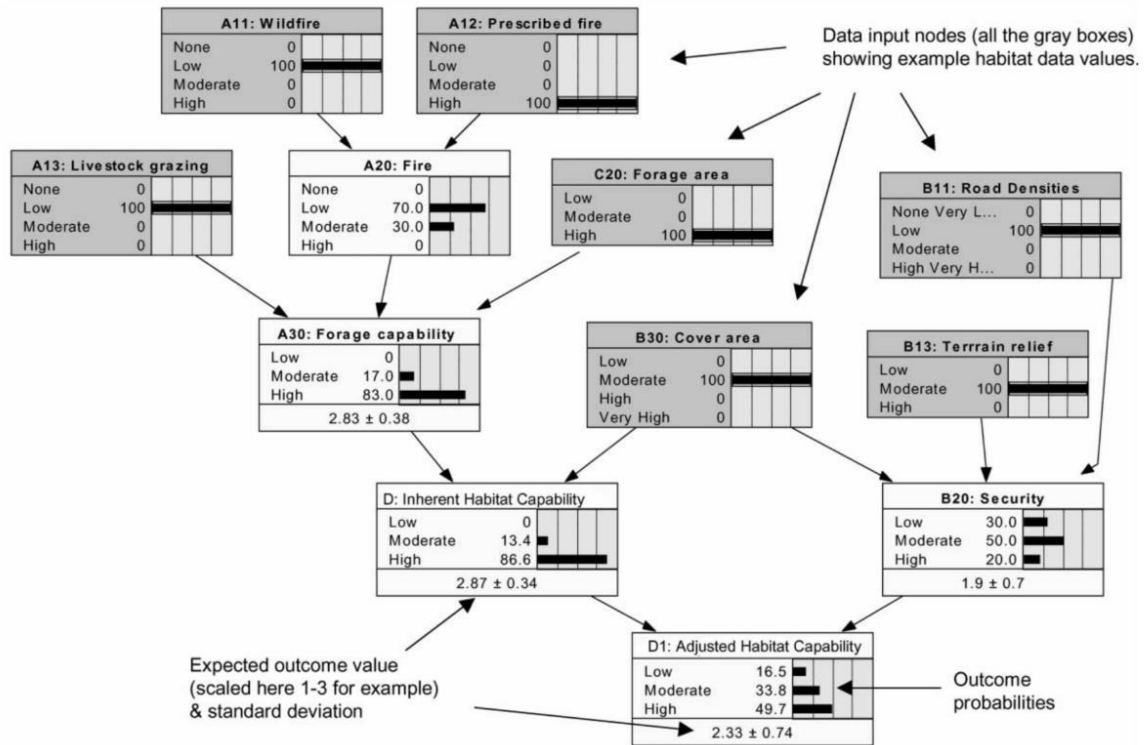 A11: Wildfire
None 0
Low 100
Moderate 0
High 0
A12: Prescribed fire
None 0
Low 0
Moderate 0
High 100
Data input nodes (all the gray boxes)
showing example habitat data values.
A13: Livestock grazing
None 0
Low 100
Moderate 0
High 0
A20: Fire
None 0
Low 70.0
Moderate 30.0
High 0
C20: Forage area
Low 0
Moderate 0
High 100
B11: Road Densities
None Very L... 0
Low 100
Moderate 0
High Very H... 0
A30: Forage capability
Low 0
Moderate 17.0
High 83.0
2.83 ± 0.38
B30: Cover area
Low 0
Moderate 100
High 0
Very High 0
B13: Terrrain relief
Low 0
Moderate 100
High 0
D: Inherent Habitat Capability
Low 0
Moderate 13.4
High 86.6
2.87 ± 0.34
B20: Security
Low 30.0
Moderate 50.0
High 20.0
1.9 ± 0.7
Expected outcome value
(scaled here 1-3 for example)
& standard deviation
D1: Adjusted Habitat Capability
Low 16.5
Moderate 33.8
High 49.7
2.33 ± 0.74
Outcome
probabilities